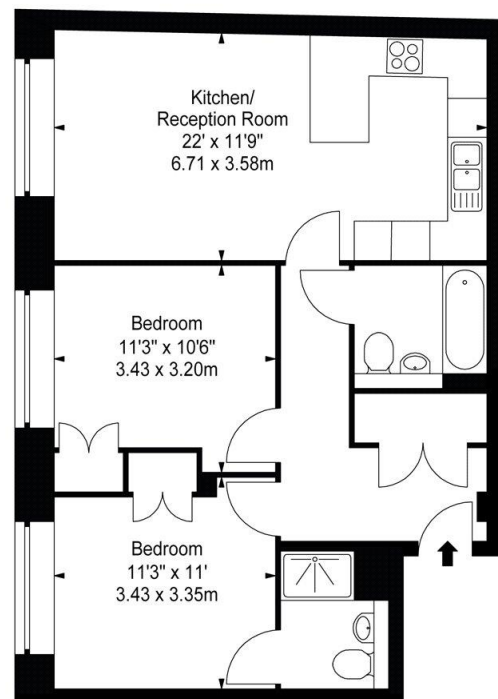 Kitchen/
Reception Room
22' x 11'9"
6.71 x 3.58m
Bedroom
11'3" x 10'6"
3.43 x 3.20m
Bedroom
11'3" x 11'
3.43 x 3.35m